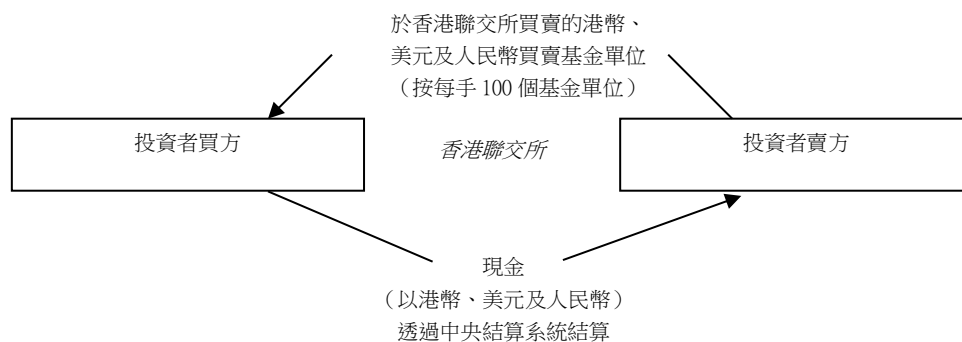 於香港聯交所買賣的港幣、
美元及人民幣買賣基金單位
（按每手 100 個基金單位）
投資者買方
香港聯交所
投資者賣方
現金
（以港幣、美元及人民幣）
透過中央結算系統結算